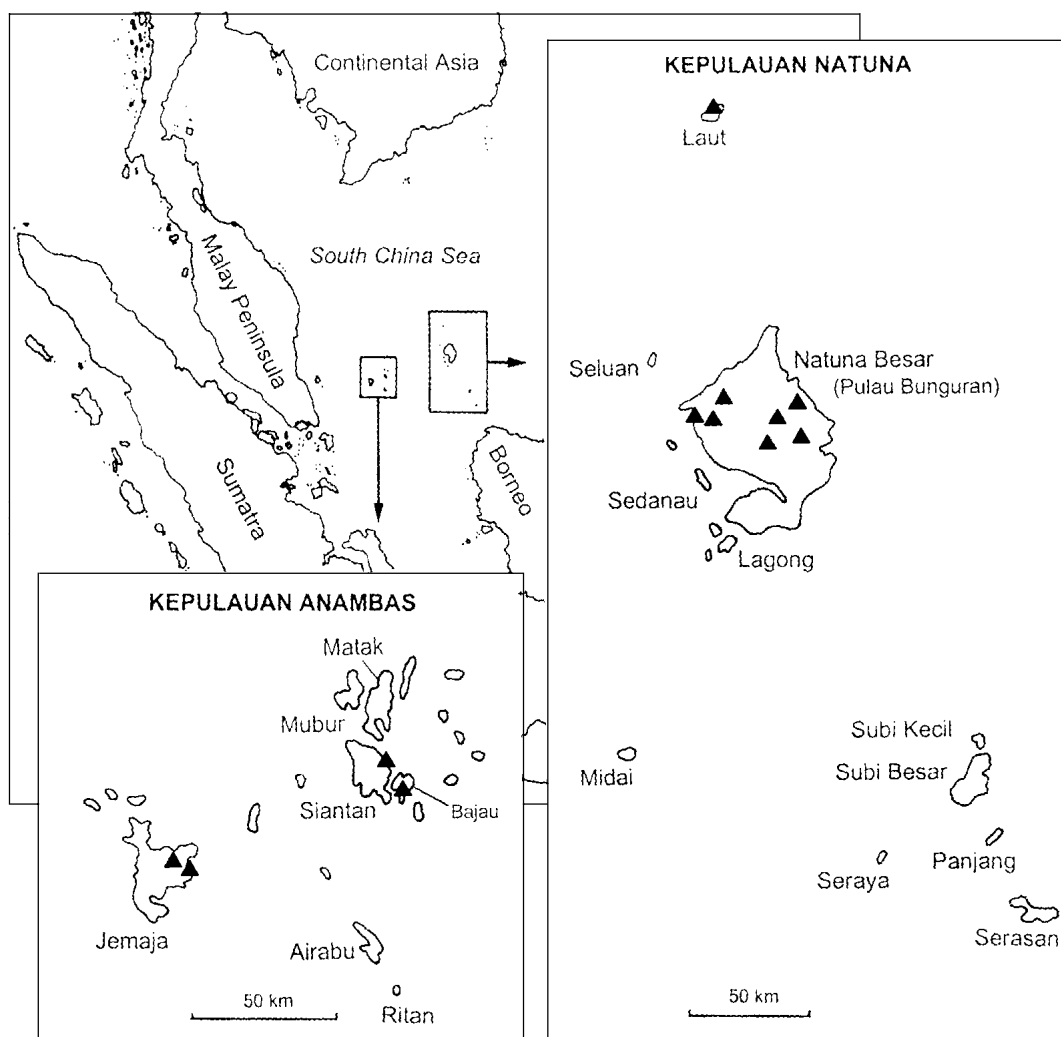 Continental Asia
South China Sea
Malay Peninsula
Sumatra
Borneo
KEPULAUAN NATUNA
Laut
Seluan
Natuna Besar
(Pulau Bunguran)
Sedanau
Lagong
Midai
Subi Kecil
Subi Besar
Panjang
Seraya
Serasan
50 km
KEPULAUAN ANAMBAS
Matak
Mubur
Siantan
Bajau
Jemaja
Airabu
Ritan
50 km